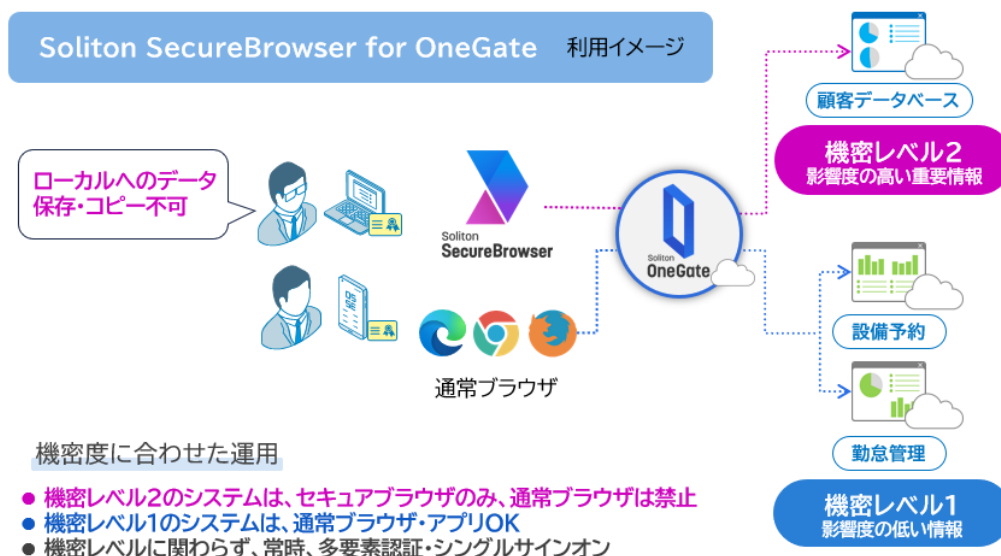 Soliton SecureBrowser for OneGate 利用イメージ
顧客データベース
機密レベル2
影響度の高い重要情報
ローカルへのデータ
保存・コピー不可
Soliton
SecureBrowser
Soliton
OneGate
設備予約
通常ブラウザ
勤怠管理
機密レベル1
影響度の低い情報
機密度に合わせた運用
● 機密レベル2のシステムは、セキュアブラウザのみ、通常ブラウザは禁止
● 機密レベル1のシステムは、通常ブラウザ・アプリOK
● 機密レベルに関わらず、常時、多要素認証・シングルサインオン